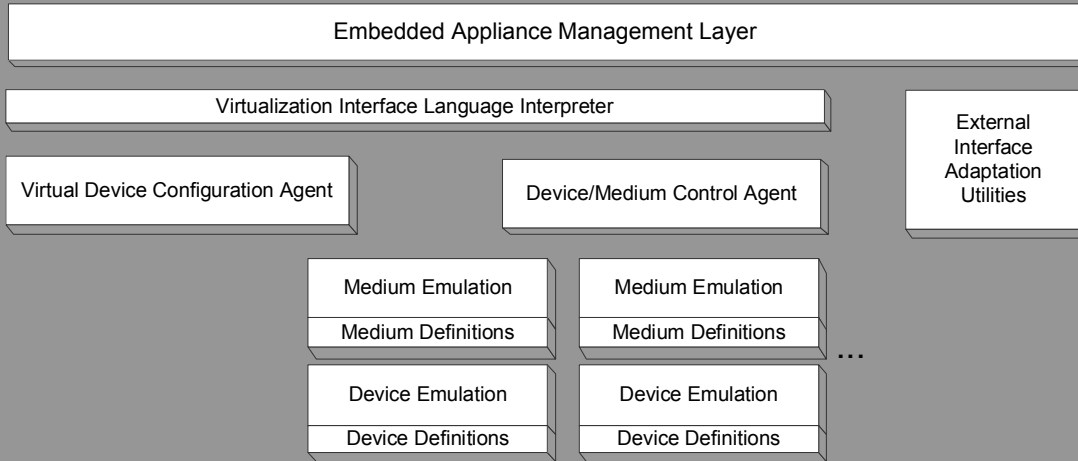 Embedded Appliance Management Layer
Virtualization Interface Language Interpreter
External
Interface
Adaptation
Utilities
Virtual Device Configuration Agent
Device/Medium Control Agent
Medium Emulation
Medium Definitions
Medium Emulation
Medium Definitions
...
Device Emulation
Device Definitions
Device Emulation
Device Definitions